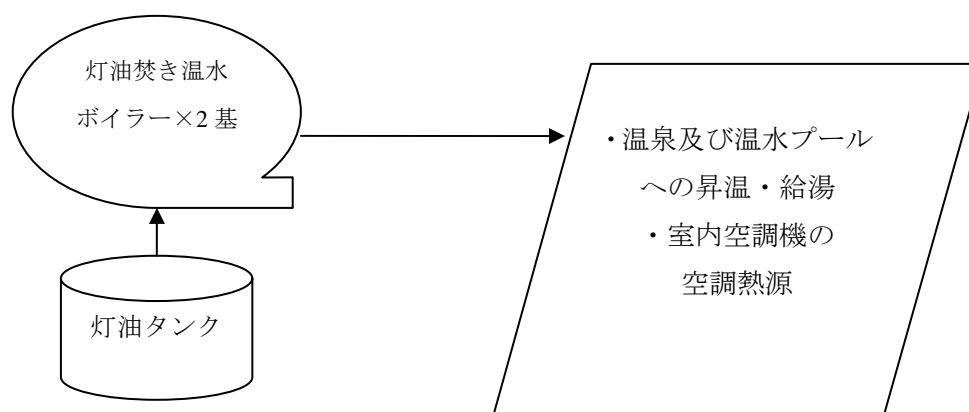 灯油焚き温水
ボイラー×2 基
・温泉及び温水プール
への昇温・給湯
・室内空調機の
空調熱源
灯油タンク